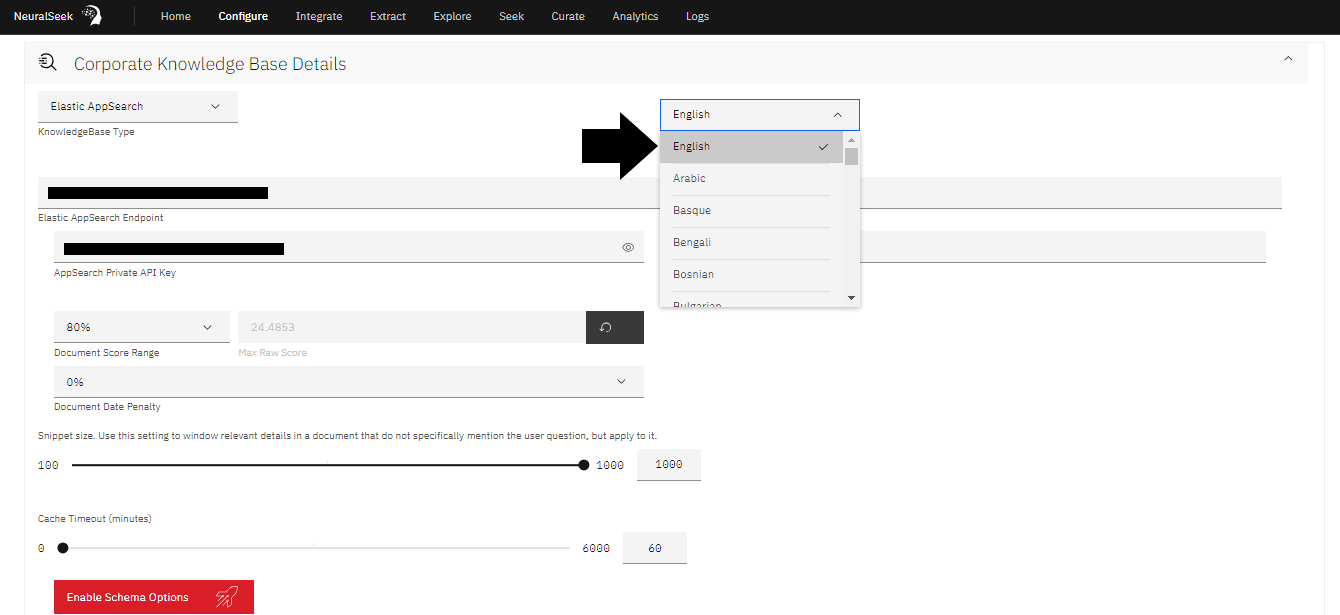 NeuralSeek
Home Configure Integrate Extract Explore Seek Curate Analytics Logs
Corporate Knowledge Base Details
Elastic AppSearch
KnowledgeBase Type
English
English
Arabic
Basque
Bengali
Bosnian
Bulgarian
Elastic AppSearch Endpoint
AppSearch Private API Key
80%
Document Score Range
24.4853
Max Raw Score
0%
Document Date Penalty
Snippet size. Use this setting to window relevant details in a document that do not specifically mention the user question, but apply to it.
100 1000 1000
Cache Timeout (minutes)
0 6000 60
Enable Schema Options